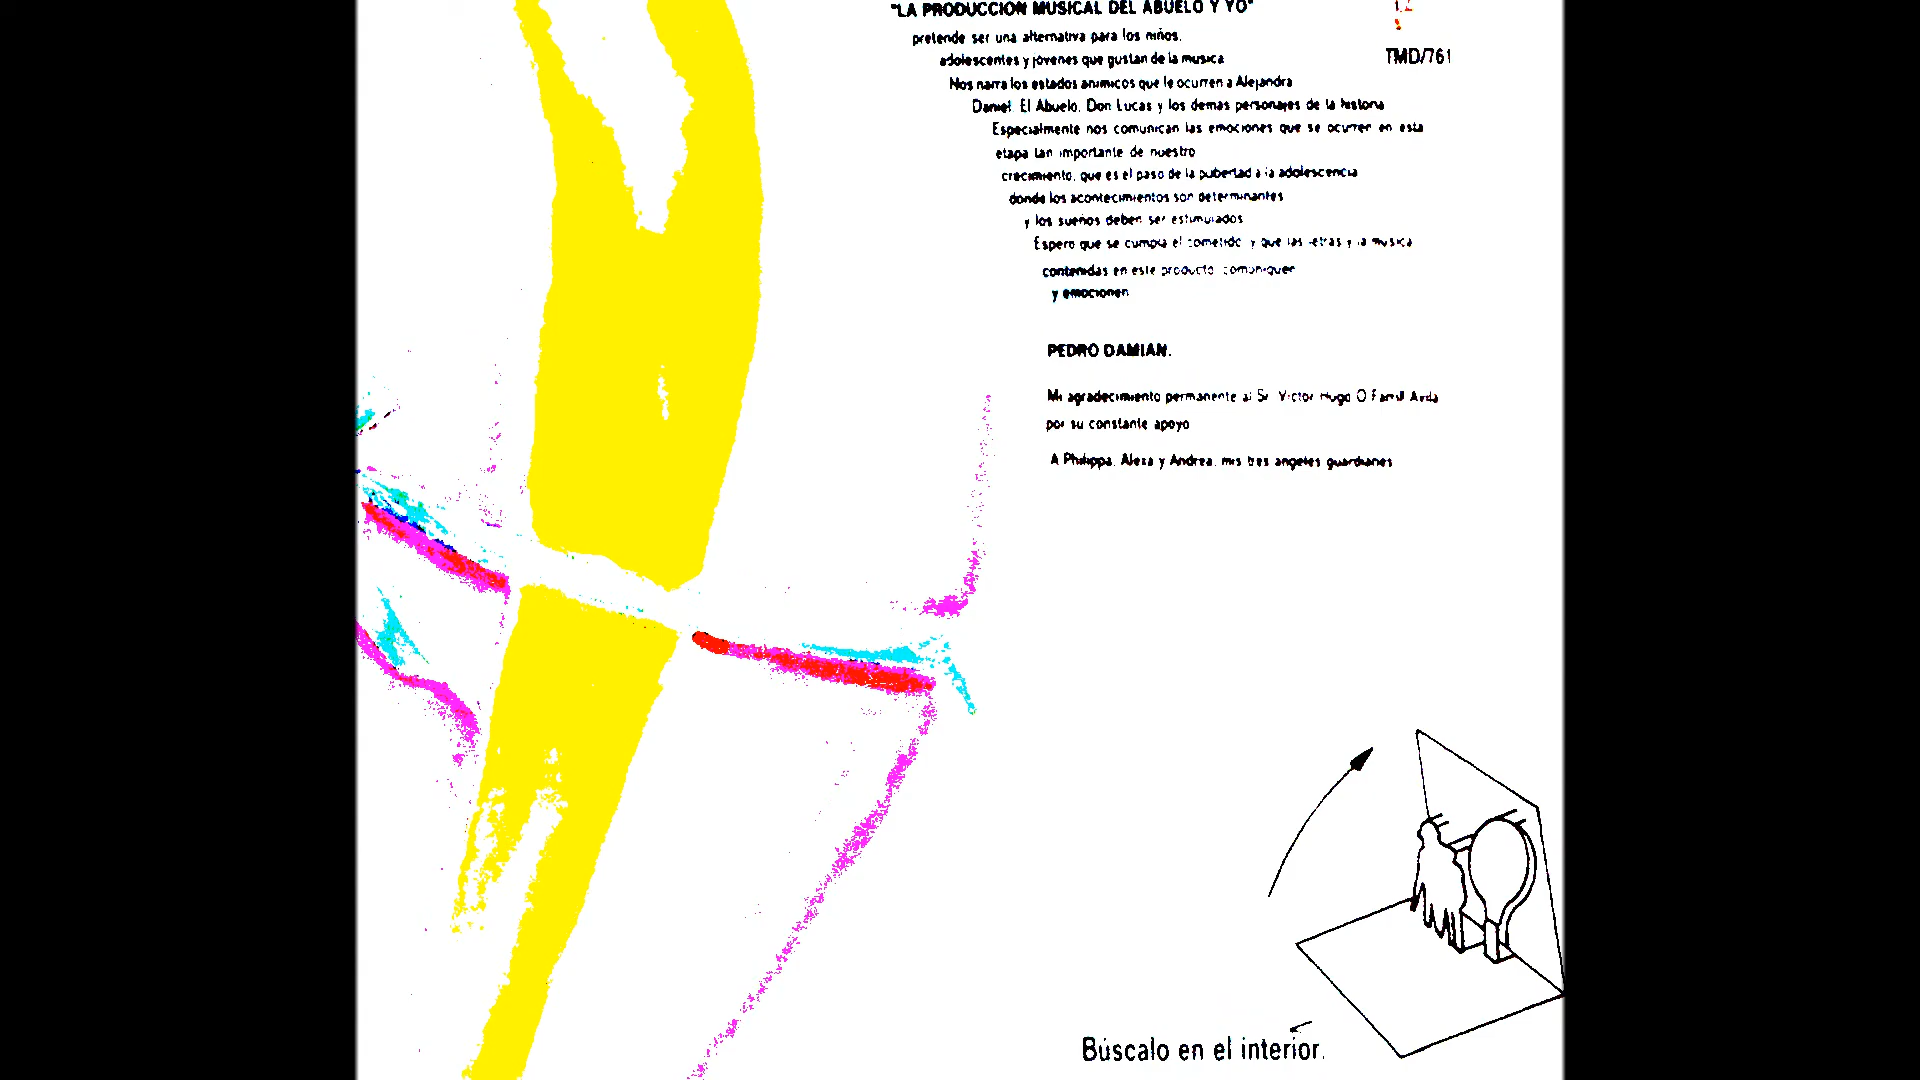 "LA PRODUCCION MUSICAL DEL ABUELO Y YO"
pretende ser una alternativa para los niños,
adolescentes y jovenes que gustan de la musica
Nos narra los estados animicos que le ocurren a Alejandra
Daniel, El Abuelo, Don Lucas y los demas personajes de la historia
Especialmente nos comunican las emociones que se ocurren en esta
etapa tan importante de nuestro
crecimiento, que es el paso de la pubertad a la adolescencia
donde los acontecimientos son determinantes
y los sueños deben ser estimulados
Espero que se cumpla el cometido y que las letras y la musica
contenidas en este producto comuniquen
y emocionen
PEDRO DAMIAN.
Mi agradecimiento permanente al Sr. Victor Hugo O'Farrill Avila
por su constante apoyo
A Philippa, Alexa y Andrea, mis tres angeles guardianes
TMD/761
Búscalo en el interior.